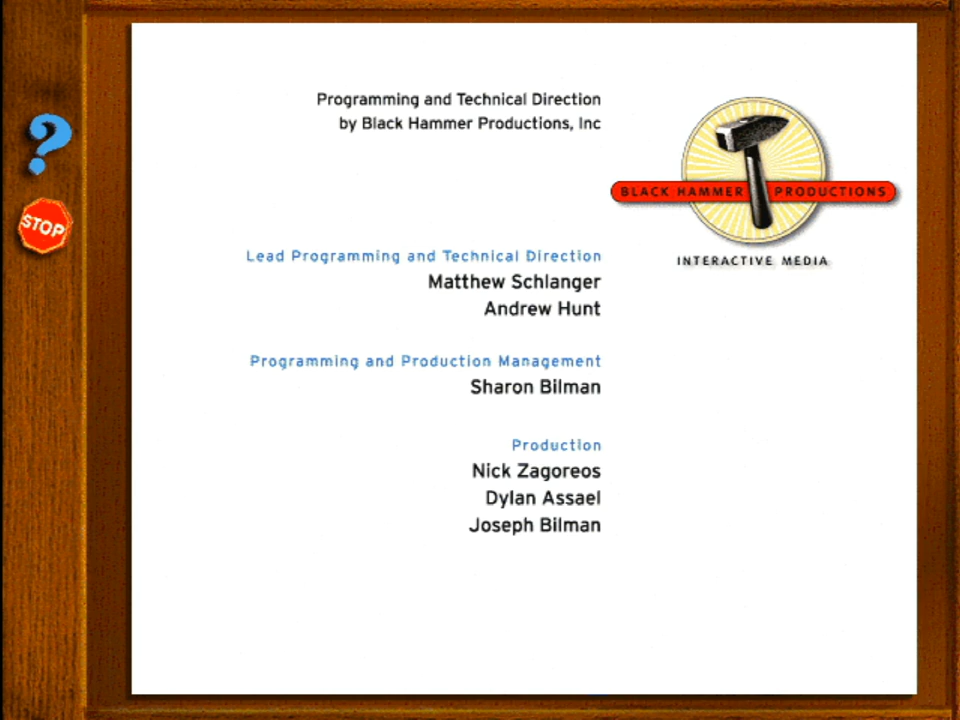 ?
STOP
Programming and Technical Direction
by Black Hammer Productions, Inc
BLACK HAMMER PRODUCTIONS
INTERACTIVE MEDIA
Lead Programming and Technical Direction
Matthew Schlanger
Andrew Hunt
Programming and Production Management
Sharon Bilman
Production
Nick Zagoreos
Dylan Assael
Joseph Bilman